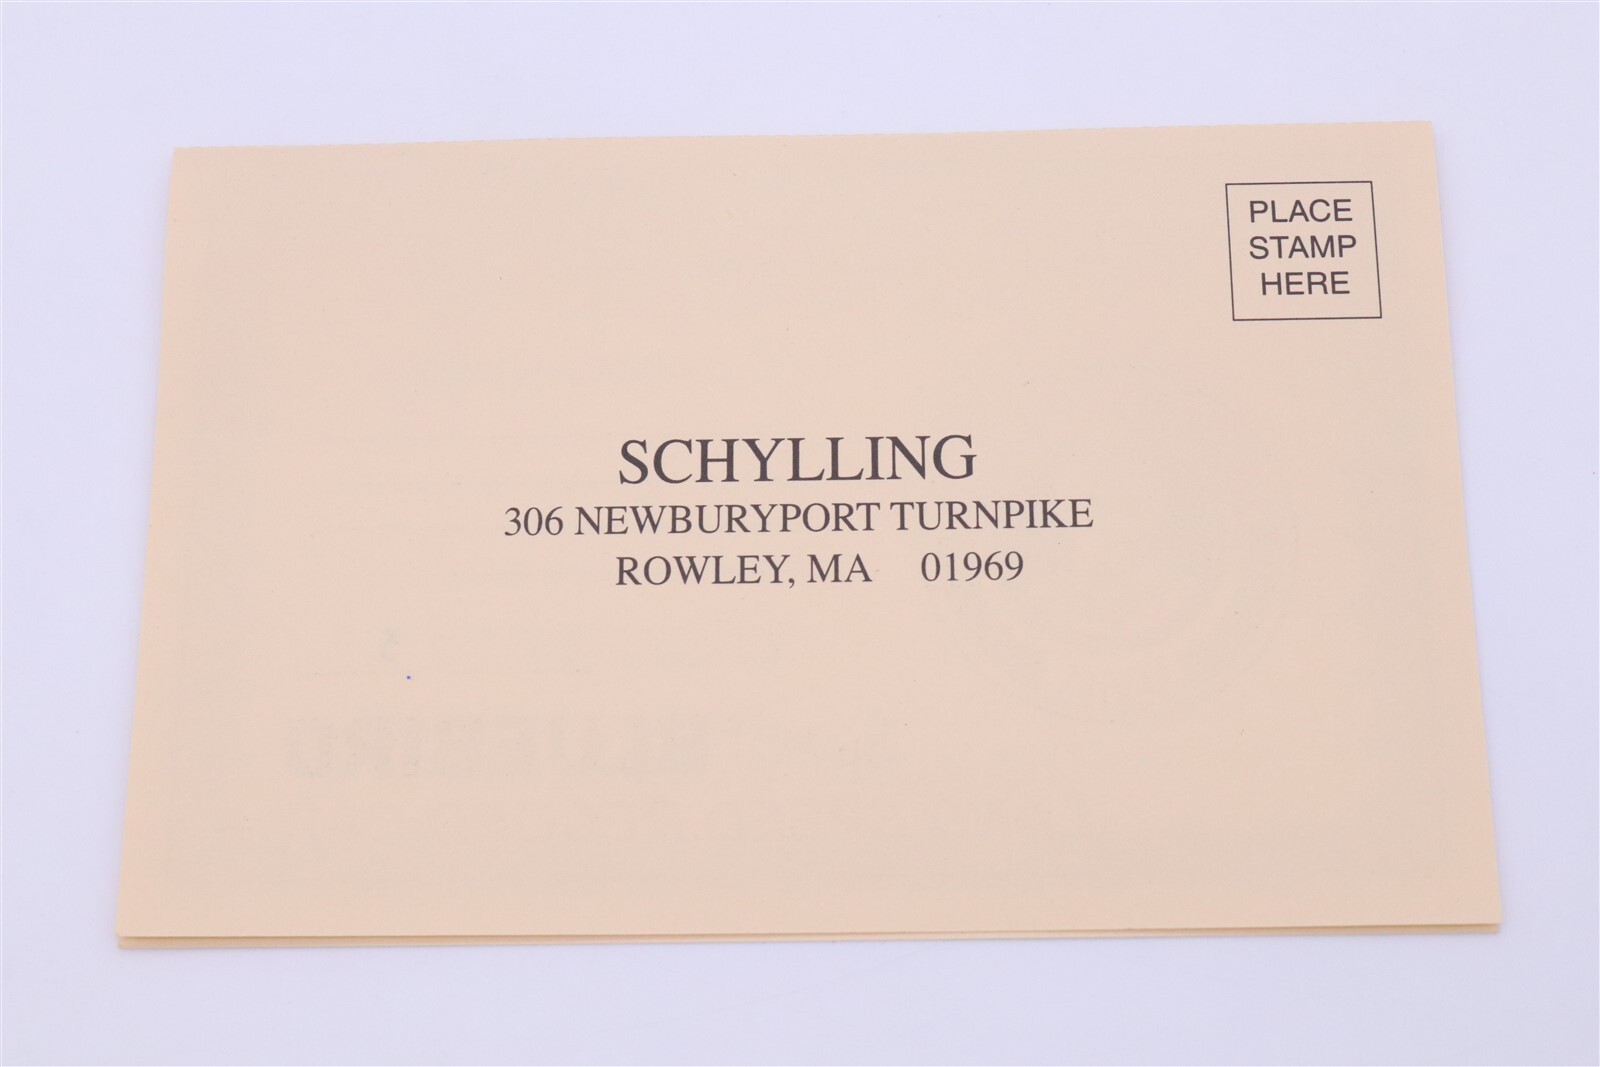 PLACE
STAMP
HERE
SCHYLLING
306 NEWBURYPORT TURNPIKE
ROWLEY, MA 01969